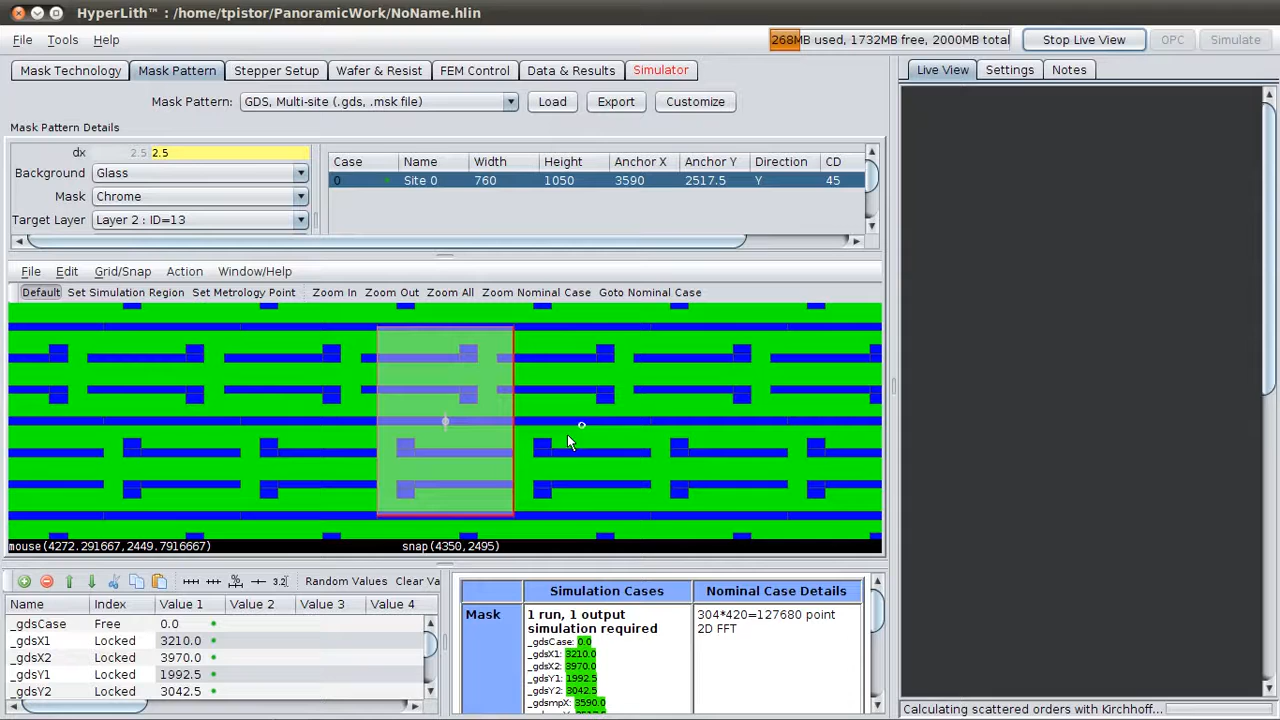 HyperLith™ : /home/tpistor/PanoramicWork/NoName.hlin
File Tools Help
268MB used, 1732MB free, 2000MB total
Stop Live View OPC Simulate
Mask Technology Mask Pattern Stepper Setup Wafer & Resist FEM Control Data & Results Simulator
Live View Settings Notes
Mask Pattern: GDS, Multi-site (.gds, .msk file) Load Export Customize
Mask Pattern Details
dx 2.5 2.5
Background Glass
Mask Chrome
Target Layer Layer 2 : ID=13
Case Name Width Height Anchor X Anchor Y Direction CD
0 Site 0 760 1050 3590 2517.5 Y 45
File Edit Grid/Snap Action Window/Help
Default Set Simulation Region Set Metrology Point Zoom In Zoom Out Zoom All Zoom Nominal Case Goto Nominal Case
mouse(4272.291667,2449.7916667) snap(4350,2495)
3.2 Random Values Clear Va
Name Index Value 1 Value 2 Value 3 Value 4
_gdsCase Free 0.0
_gdsX1 Locked 3210.0
_gdsX2 Locked 3970.0
_gdsY1 Locked 1992.5
_gdsY2 Locked 3042.5
Simulation Cases Nominal Case Details
Mask
1 run, 1 output
simulation required
_gdsCase: 0.0
_gdsX1: 3210.0
_gdsX2: 3970.0
_gdsY1: 1992.5
_gdsY2: 3042.5
_gdsmpX: 3590.0
304*420=127680 point
2D FFT
Calculating scattered orders with Kirchhoff...